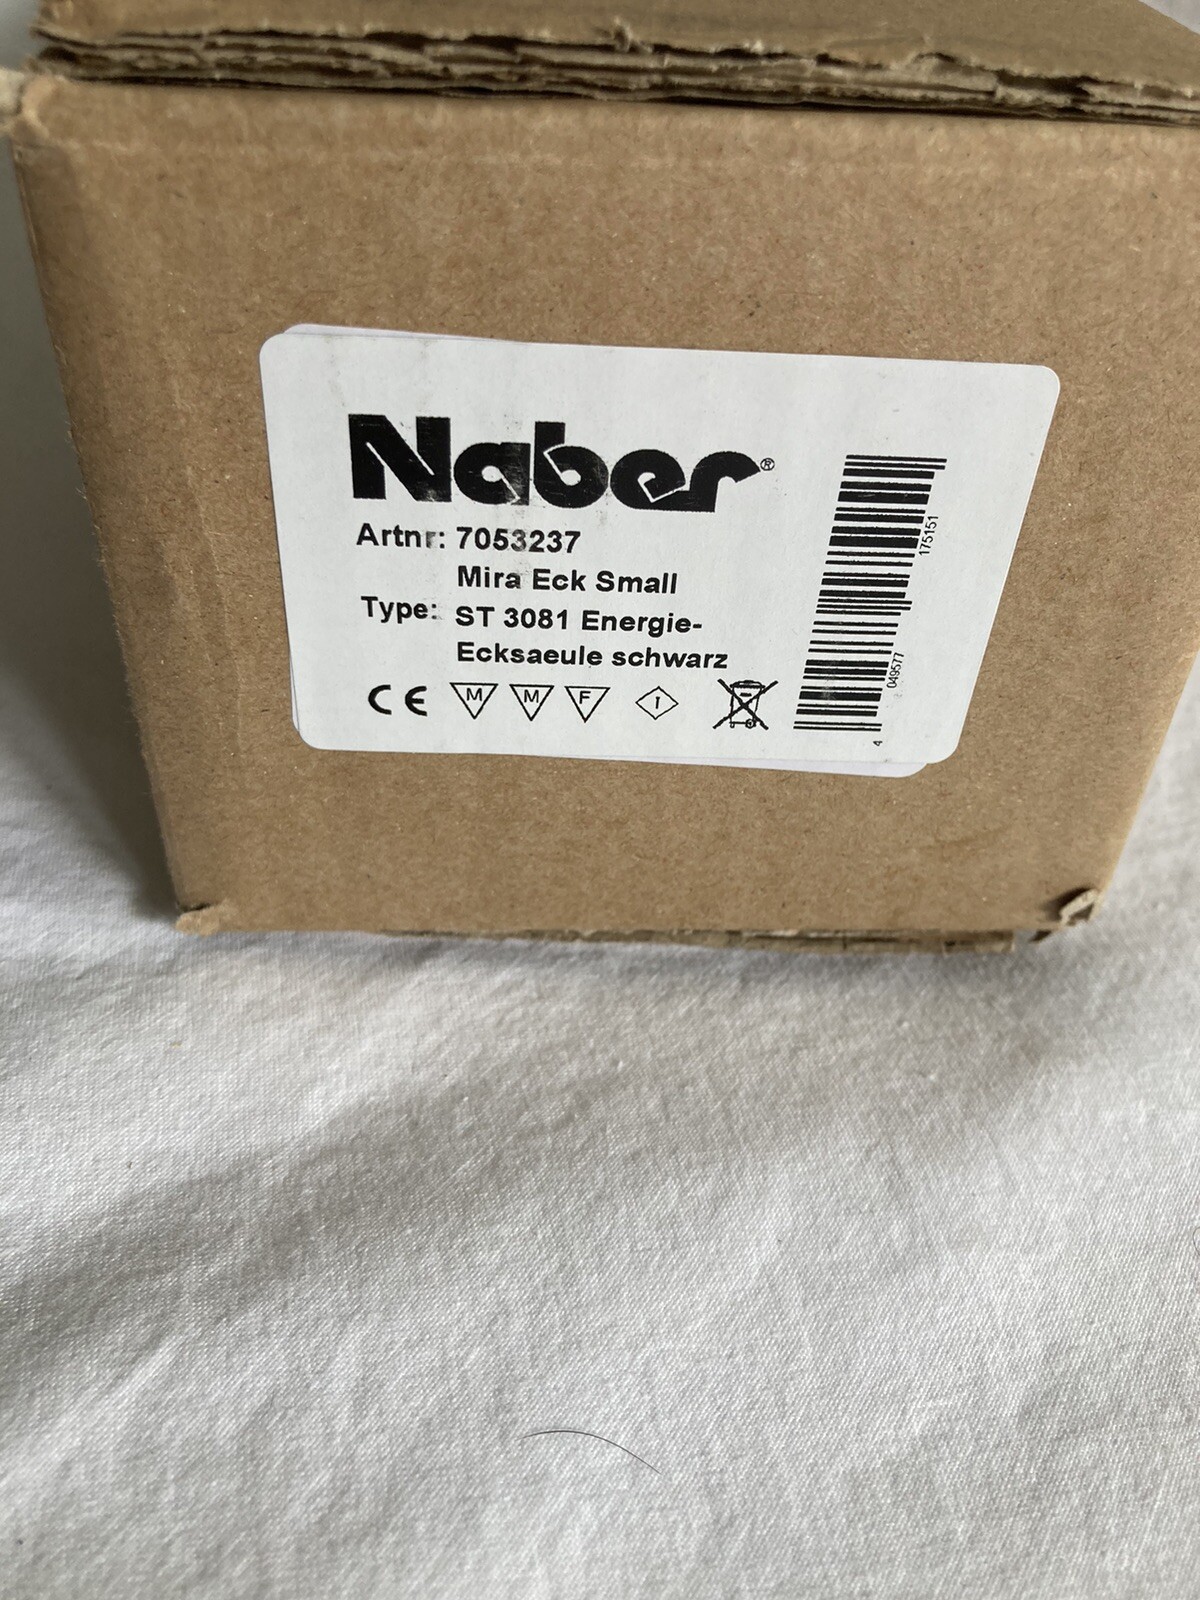 Naber®
Artnr: 7053237
Mira Eck Small
Type: ST 3081 Energie-
Ecksaeule schwarz
CE M M F T
4 049577 175151